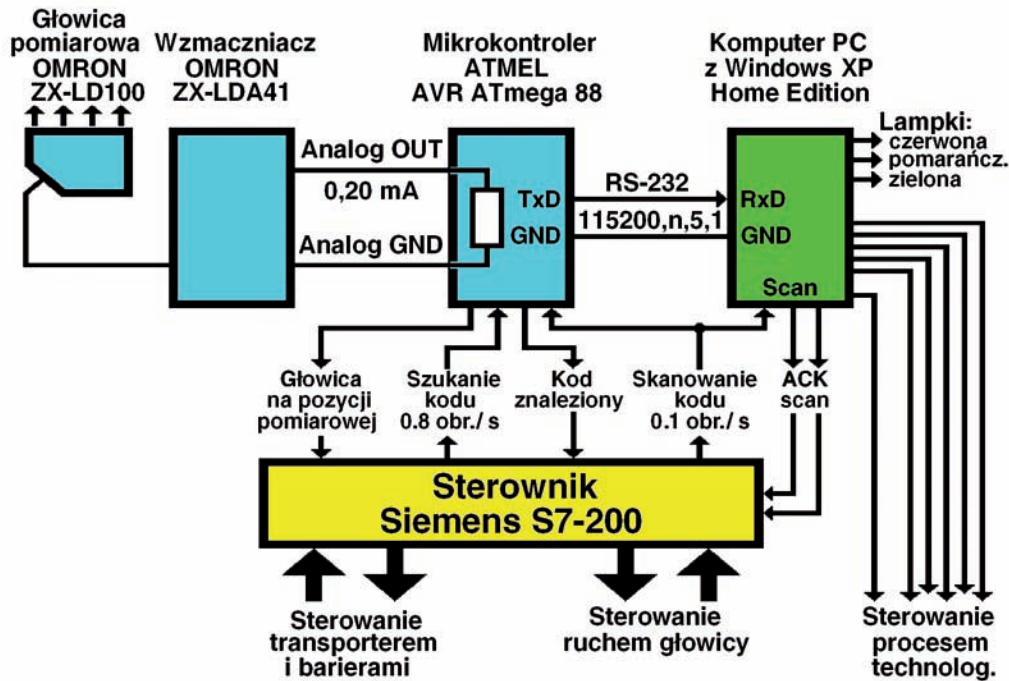 Głowica
pomiarowa
OMRON
ZX-LD100
Wzmacniacz
OMRON
ZX-LDA41
Mikrokontroler
ATMEL
AVR ATmega 88
Komputer PC
z Windows XP
Home Edition
Lampki:
czerwona
pomarańcz.
zielona
Analog OUT
0,20 mA
Analog GND
TxD
GND
RS-232
115200,n,5,1
RxD
GND
Scan
Głowica
na pozycji
pomiarowej
Szukanie
kodu
0.8 obr./ s
Kod
znaleziony
Skanowanie
kodu
0.1 obr./ s
ACK
scan
Sterownik
Siemens S7-200
Sterowanie
transporterem
i barierami
Sterowanie
ruchem głowicy
Sterowanie
procesem
technolog.